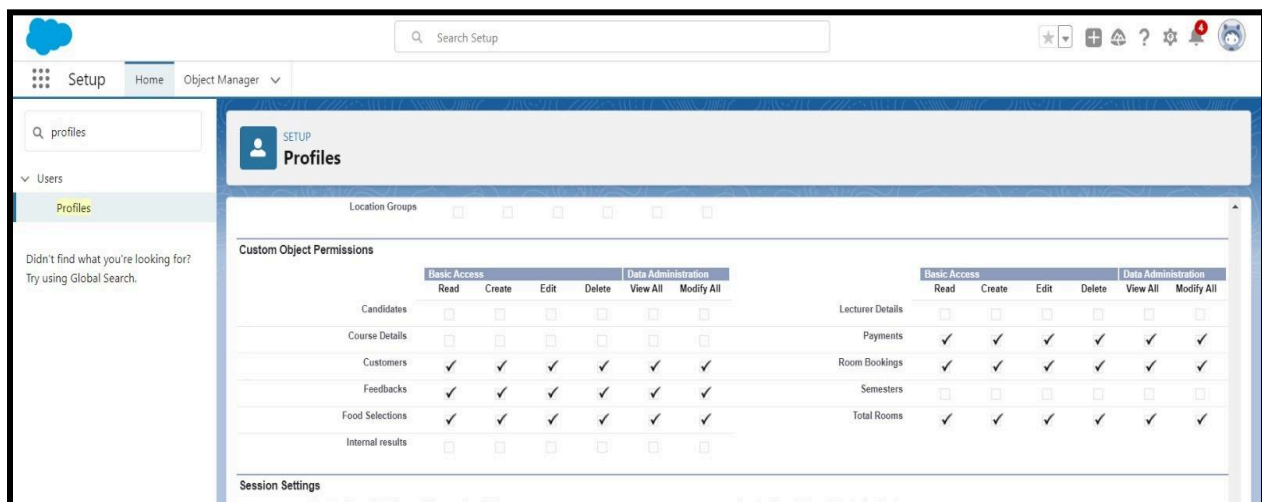 Search Setup
4
Setup Home Object Manager
profiles
Users
Profiles
Didn't find what you're looking for?
Try using Global Search.
SETUP
Profiles
Location Groups
Custom Object Permissions
Basic Access Data Administration Basic Access Data Administration
Read Create Edit Delete View All Modify All Read Create Edit Delete View All Modify All
Candidates Lecturer Details
Course Details Payments
Customers Room Bookings
Feedbacks Semesters
Food Selections Total Rooms
Internal results
Session Settings